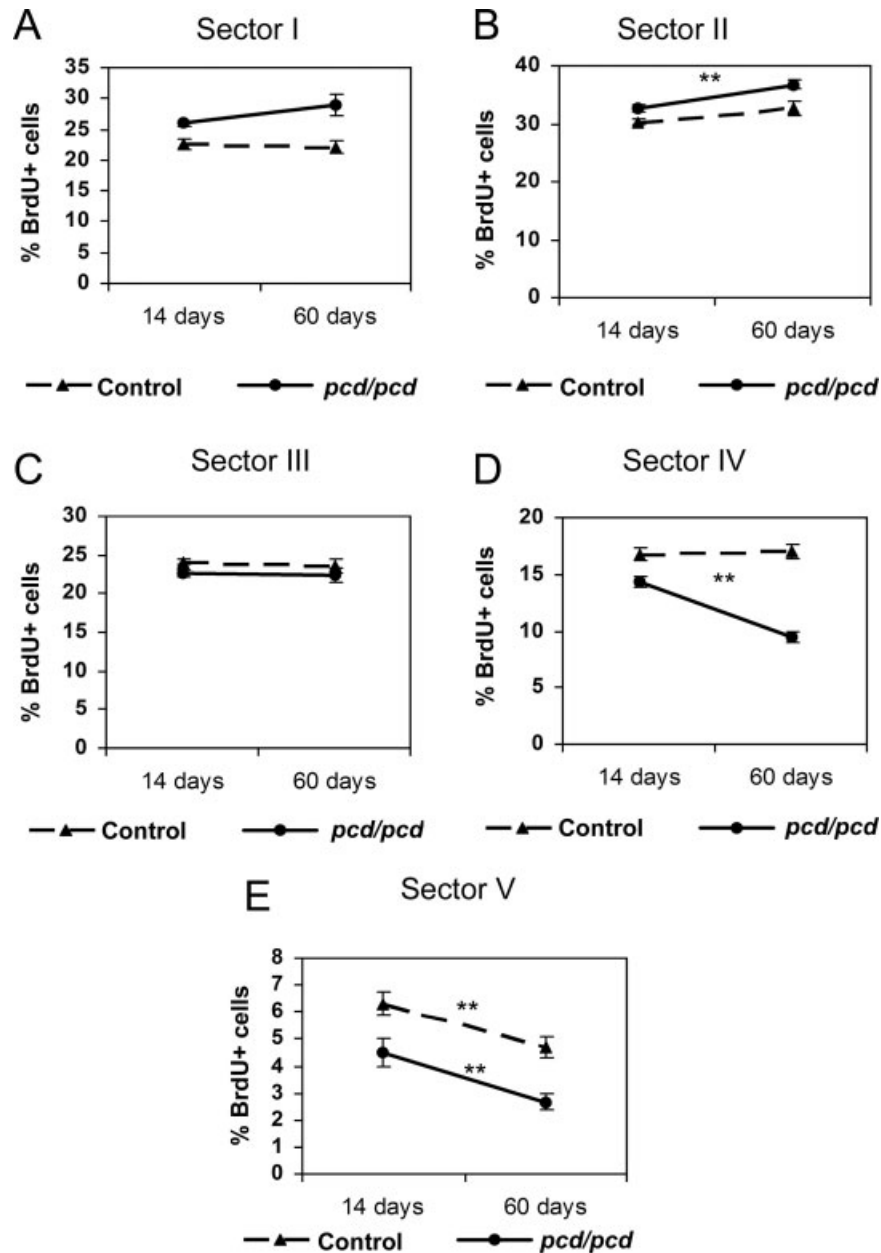 A
Sector I
35
30
25
20
15
10
5
0
% BrdU+ cells
14 days 60 days
Control pcd/pcd
B
Sector II
40
30
20
10
0
% BrdU+ cells
**
14 days 60 days
Control pcd/pcd
C
Sector III
30
25
20
15
10
5
0
% BrdU+ cells
14 days 60 days
Control pcd/pcd
D
Sector IV
20
15
10
5
0
% BrdU+ cells
**
14 days 60 days
Control pcd/pcd
E
Sector V
8
7
6
5
4
3
2
1
0
% BrdU+ cells
**
**
14 days 60 days
Control pcd/pcd